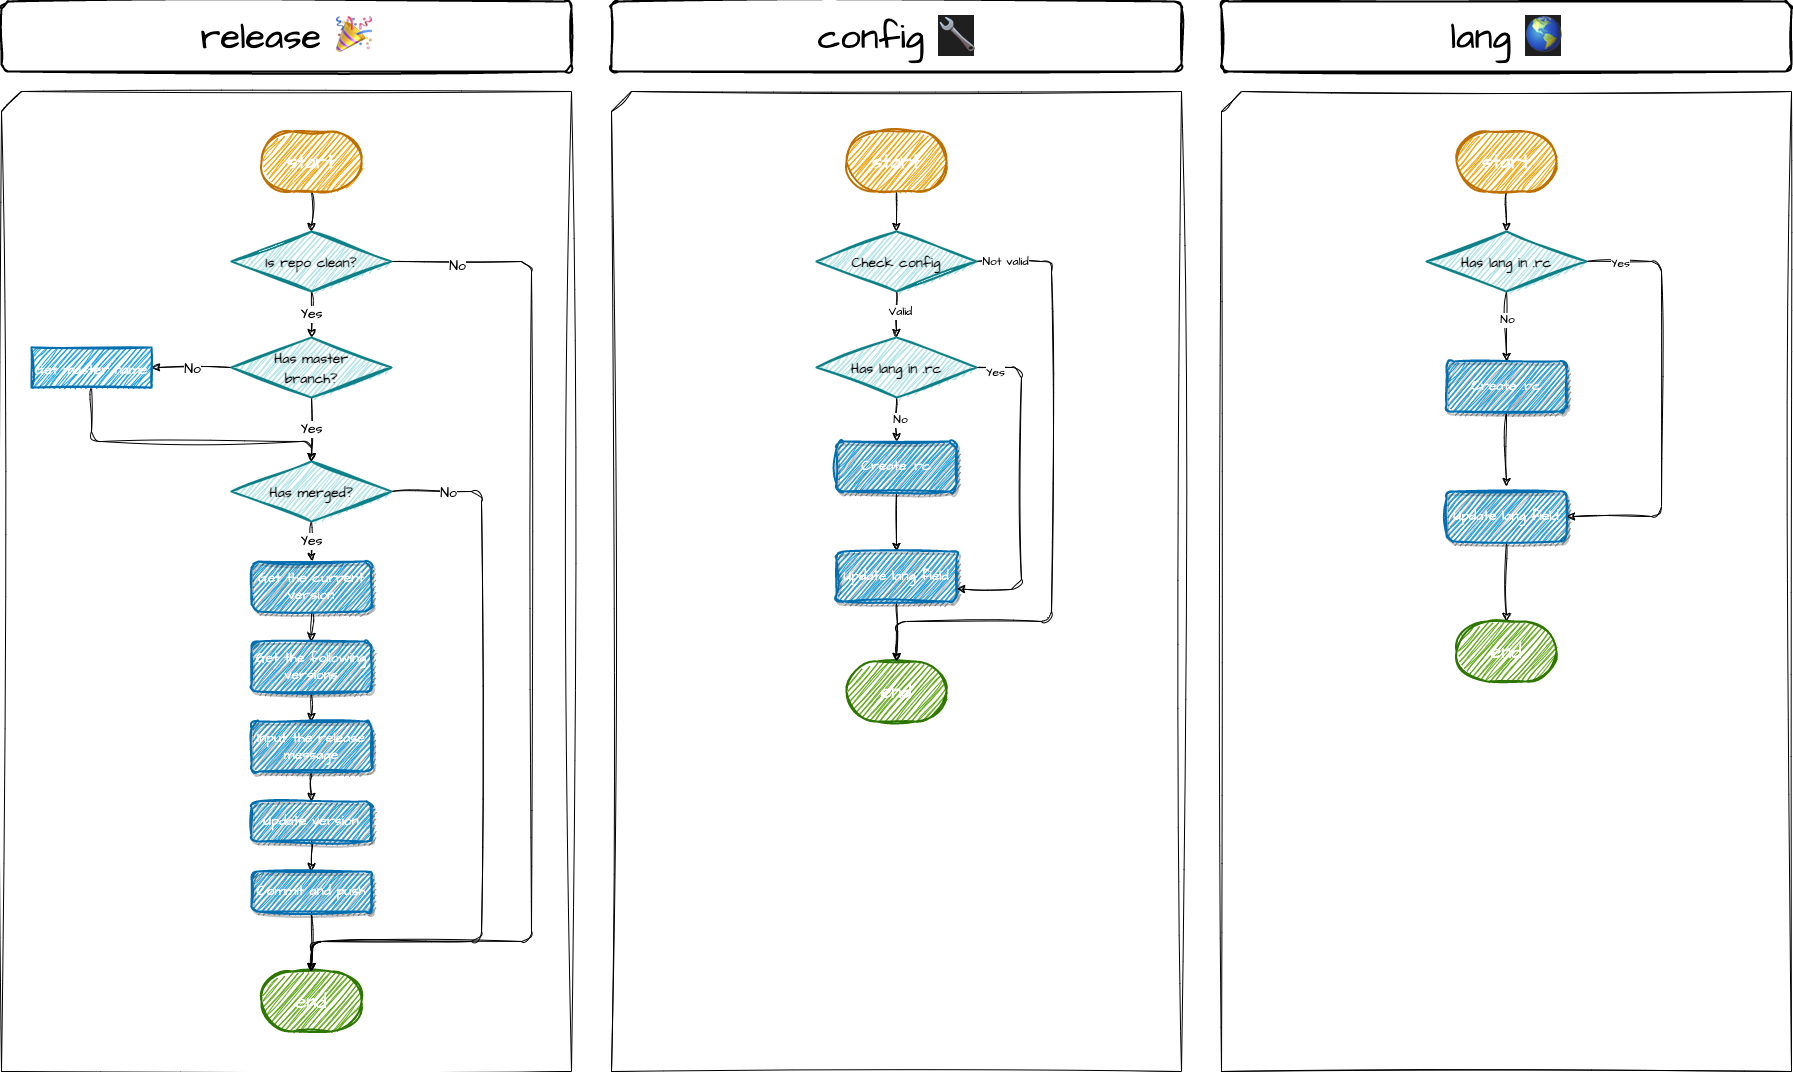 release 🎉
start
Is repo clean?
No
Yes
Has master
branch?
No
Get master name
Yes
Has merged?
No
Yes
Get the current
version
Get the following
versions
Input the release
message
Update version
Commit and push
end
config 🔧
start
Check config
Not valid
Valid
Has lang in .rc
Yes
No
Create .rc
Update lang field
end
lang 🌎
start
Has lang in .rc
Yes
No
Create .rc
Update lang field
end